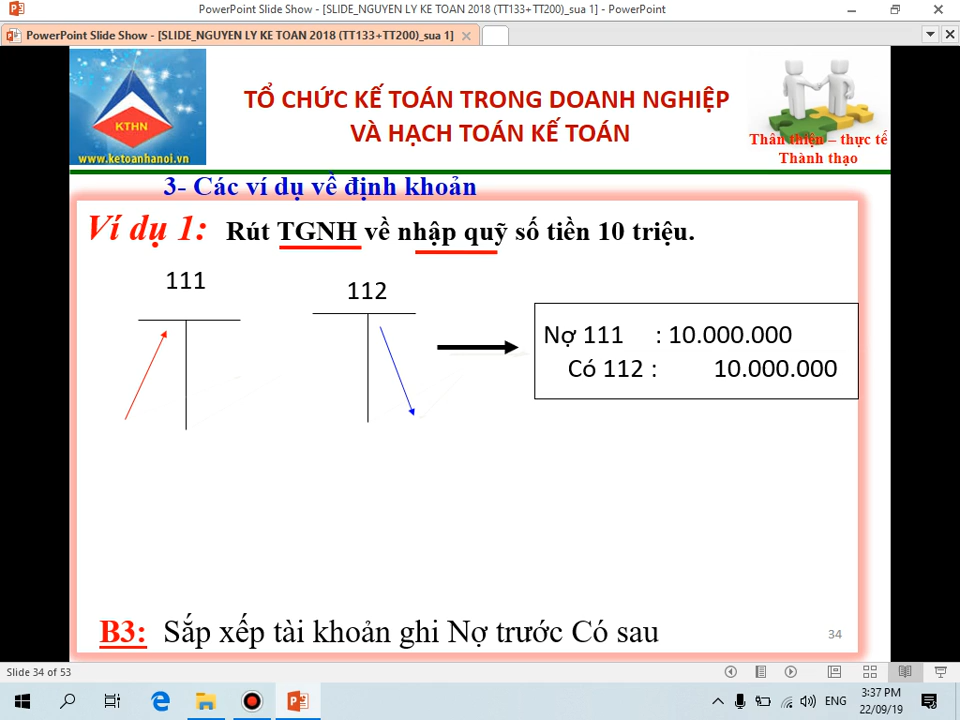 PowerPoint Slide Show - [SLIDE_NGUYEN LY KE TOAN 2018 (TT133+TT200)_sua 1] - PowerPoint
PowerPoint Slide Show - [SLIDE_NGUYEN LY KE TOAN 2018 (TT133+TT200)_sua 1]
KTHN
www.ketoanhanoi.vn
TỔ CHỨC KẾ TOÁN TRONG DOANH NGHIỆP
VÀ HẠCH TOÁN KẾ TOÁN
Thân thiện – thực tế
Thành thạo
3- Các ví dụ về định khoản
Ví dụ 1: Rút TGNH về nhập quỹ số tiền 10 triệu.
111
112
Nợ 111 : 10.000.000
Có 112 : 10.000.000
B3: Sắp xếp tài khoản ghi Nợ trước Có sau
34
Slide 34 of 53
ENG
3:37 PM
22/09/19